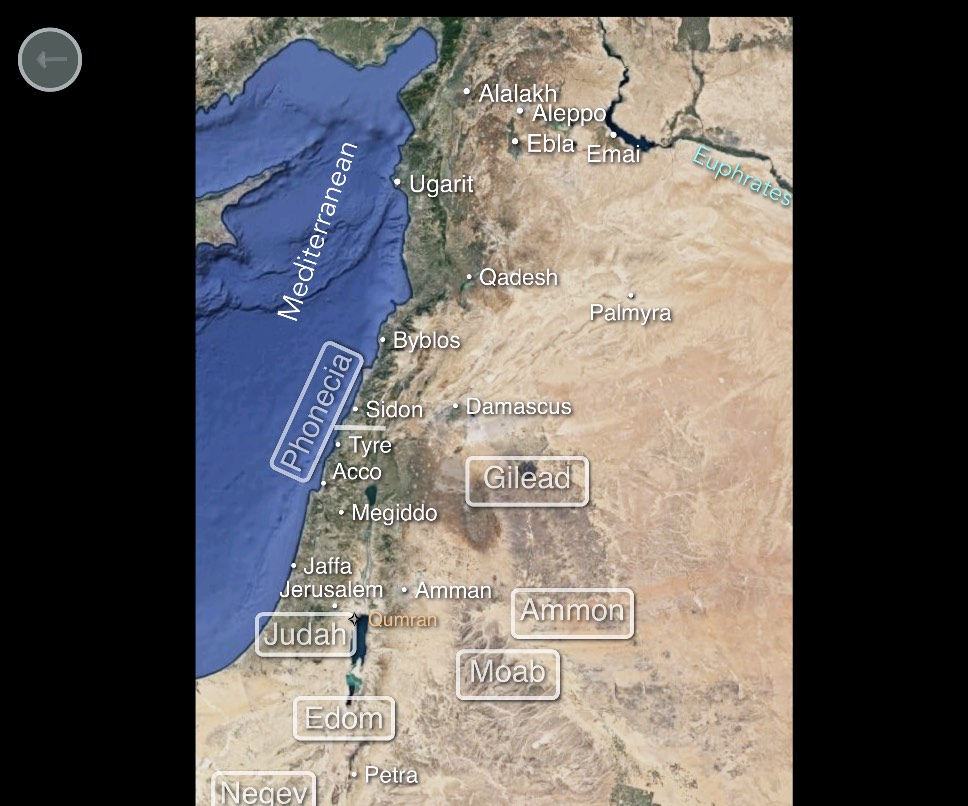 Alalakh
Aleppo
Ebla
Emai
Euphrates
Mediterranean
Ugarit
Qadesh
Palmyra
Byblos
Phonecia
Sidon
Damascus
Tyre
Acco
Gilead
Megiddo
Jaffa
Jerusalem
Amman
Ammon
Qumran
Judah
Moab
Edom
Petra
Negev